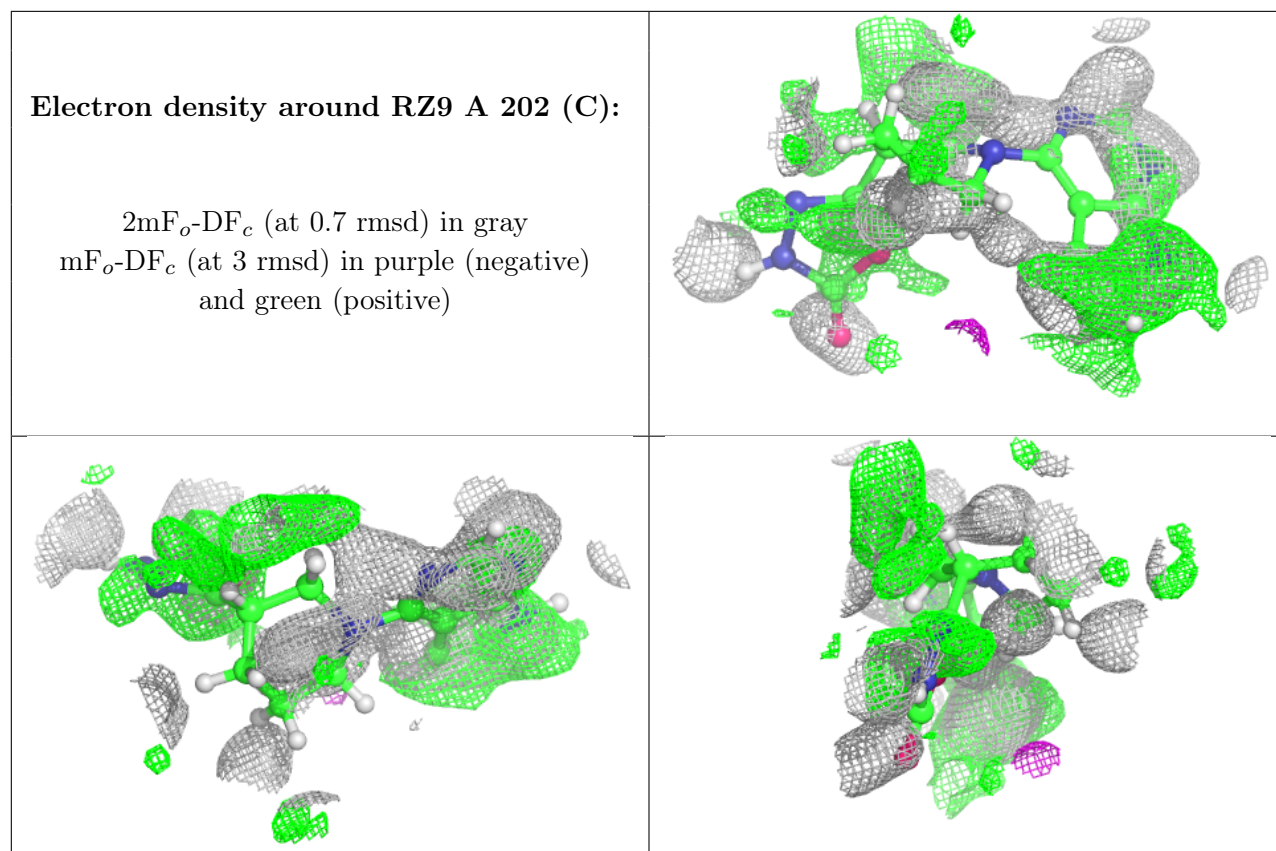 Electron density around RZ9 A 202 (C):
2mFo-DFc (at 0.7 rmsd) in gray
mFo-DFc (at 3 rmsd) in purple (negative)
and green (positive)